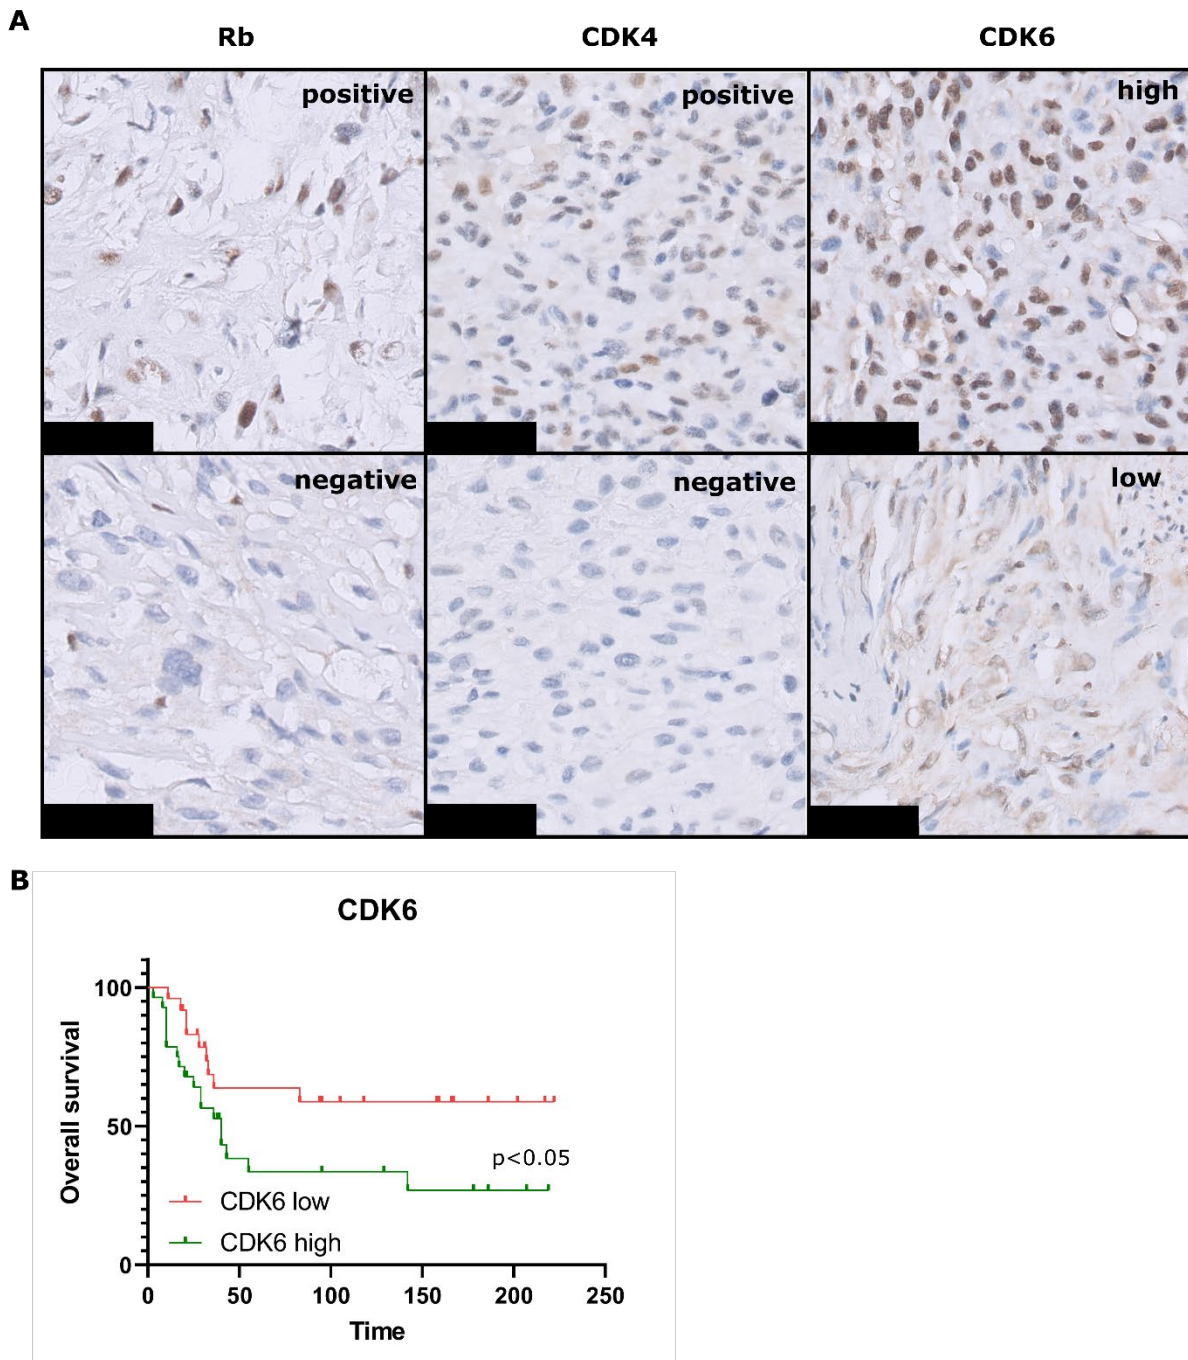 A
Rb CDK4 CDK6
positive positive high
negative negative low
B
CDK6
Overall survival
100
50
0
p<0.05
CDK6 low
CDK6 high
0 50 100 150 200 250
Time